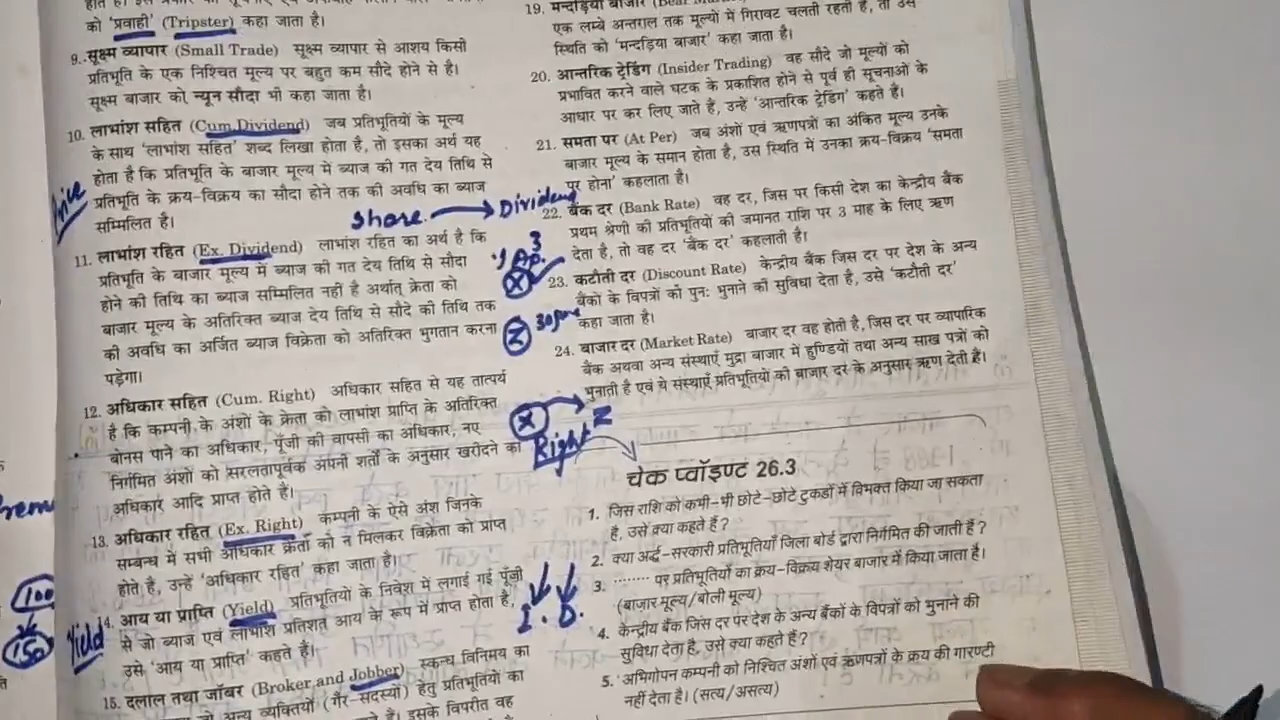 को 'प्रवाही' (Tripster) कहा जाता है।
9. सूक्ष्म व्यापार (Small Trade) सूक्ष्म व्यापार से आशय किसी
प्रतिभूति के एक निश्चित मूल्य पर बहुत कम सौदे होने से है।
सूक्ष्म बाजार को न्यून सौदा भी कहा जाता है।
10. लाभांश सहित (Cum Dividend) जब प्रतिभूतियों के मूल्य
के साथ 'लाभांश सहित' शब्द लिखा होता है, तो इसका अर्थ यह
होता है कि प्रतिभूति के बाजार मूल्य में ब्याज की गत देय तिथि से
प्रतिभूति के क्रय-विक्रय का सौदा होने तक की अवधि का ब्याज
सम्मिलित है।
Price
Share → Dividend
11. लाभांश रहित (Ex. Dividend) लाभांश रहित का अर्थ है कि
प्रतिभूति के बाजार मूल्य में ब्याज की गत देय तिथि से सौदा
होने की तिथि का ब्याज सम्मिलित नहीं है अर्थात् क्रेता को
बाजार मूल्य के अतिरिक्त ब्याज देय तिथि से सौदे की तिथि तक
की अवधि का अर्जित ब्याज विक्रेता को अतिरिक्त भुगतान करना
पड़ेगा।
X
Z
12. अधिकार सहित (Cum. Right) अधिकार सहित से यह तात्पर्य
है कि कम्पनी के अंशों के क्रेता को लाभांश प्राप्ति के अतिरिक्त
बोनस पाने का अधिकार, पूँजी की वापसी का अधिकार, नए
निर्गमित अंशों को सरलतापूर्वक अपनी शर्तों के अनुसार खरीदने का
अधिकार आदि प्राप्त होते है।
X → Z
Right
13. अधिकार रहित (Ex. Right) कम्पनी के ऐसे अंश जिनके
सम्बन्ध में सभी अधिकार क्रेता को न मिलकर विक्रेता को प्राप्त
होते है, उन्हें 'अधिकार रहित' कहा जाता है।
14. आय या प्राप्ति (Yield) प्रतिभूतियों के निवेश में लगाई गई पूँजी
से जो ब्याज एवं लाभांश प्रतिशत आय के रूप में प्राप्त होता है,
उसे 'आय या प्राप्ति' कहते है।
Yield
I. D.
100
150
15. दलाल तथा जॉबर (Broker and Jobber) स्कन्ध विनिमय का
अन्य व्यक्तियों (गैर-सदस्यों) हेतु प्रतिभूतियों का
इसके विपरीत वह
19. मन्दड़िया बाजार
एक लम्बे अन्तराल तक मूल्यों में गिरावट चलती रहती है, तो उस
स्थिति को 'मन्दड़िया बाजार' कहा जाता है।
20. आन्तरिक ट्रेडिंग (Insider Trading) वह सौदे जो मूल्यों को
प्रभावित करने वाले घटक के प्रकाशित होने से पूर्व ही सूचनाओं के
आधार पर कर लिए जाते है, उन्हें 'आन्तरिक ट्रेडिंग' कहते हैं।
21. समता पर (At Per) जब अंशों एवं ऋणपत्रों का अंकित मूल्य उनके
बाजार मूल्य के समान होता है, उस स्थिति में उनका क्रय-विक्रय 'समता
पर होना' कहलाता है।
22. बैंक दर (Bank Rate) वह दर, जिस पर किसी देश का केन्द्रीय बैंक
प्रथम श्रेणी की प्रतिभूतियों की जमानत राशि पर 3 माह के लिए ऋण
देता है, तो वह दर 'बैंक दर' कहलाती है।
23. कटौती दर (Discount Rate) केन्द्रीय बैंक जिस दर पर देश के अन्य
बैंकों के विपत्रों को पुनः भुनाने की सुविधा देता है, उसे 'कटौती दर'
कहा जाता है।
24. बाजार दर (Market Rate) बाजार दर वह होती है, जिस दर पर व्यापारिक
बैंक अथवा अन्य संस्थाएँ मुद्रा बाजार में हुण्डियों तथा अन्य साख पत्रों को
भुनाती है एवं ये संस्थाएँ प्रतिभूतियों की बाजार दर के अनुसार ऋण देती है।
चेक प्वॉइण्ट 26.3
1. जिस राशि को कभी-भी छोटे-छोटे टुकड़ों में विभक्त किया जा सकता
है, उसे क्या कहते है ?
2. क्या अर्द्ध-सरकारी प्रतिभूतियाँ जिला बोर्ड द्वारा निर्गमित की जाती है ?
3. ........ पर प्रतिभूतियों का क्रय-विक्रय शेयर बाजार में किया जाता है।
(बाजार मूल्य/बोली मूल्य)
4. केन्द्रीय बैंक जिस दर पर देश के अन्य बैंकों के विपत्रों को भुनाने की
सुविधा देता है, उसे क्या कहते है?
5. अभिगोपन कम्पनी को निश्चित अंशों एवं ऋणपत्रों के क्रय की गारण्टी
नहीं देता है। (सत्य/असत्य)